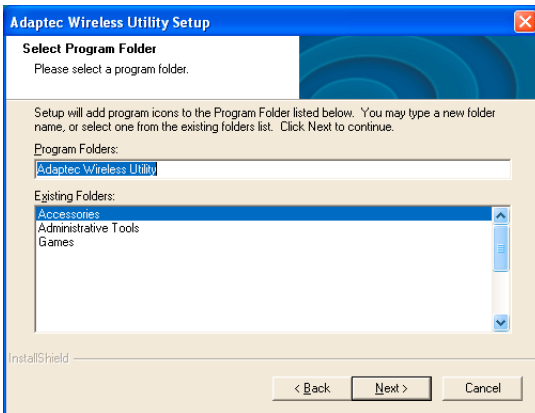 Adaptec Wireless Utility Setup
Select Program Folder
Please select a program folder.
Setup will add program icons to the Program Folder listed below. You may type a new folder
name, or select one from the existing folders list. Click Next to continue.
Program Folders:
Adaptec Wireless Utility
Existing Folders:
Accessories
Administrative Tools
Games
InstallShield
< Back
Next >
Cancel